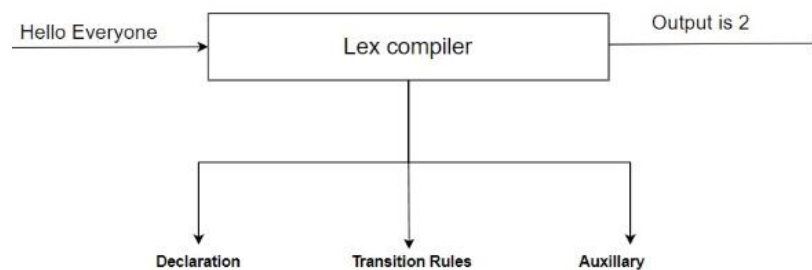 Hello Everyone
Lex compiler
Output is 2
Declaration
Transition Rules
Auxillary